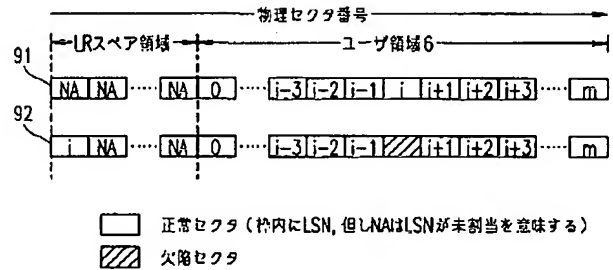 物理セクタ番号
LRスペア領域 ユーザ領域6
91 NA NA ····· NA 0 ····· i-3 i-2 i-1 i i+1 i+2 i+3 ····· m
92 i NA ····· NA 0 ····· i-3 i-2 i-1 i+1 i+2 i+3 ····· m
正常セクタ (枠内にLSN, 但しNAはLSNが未割当を意味する)
欠陥セクタ